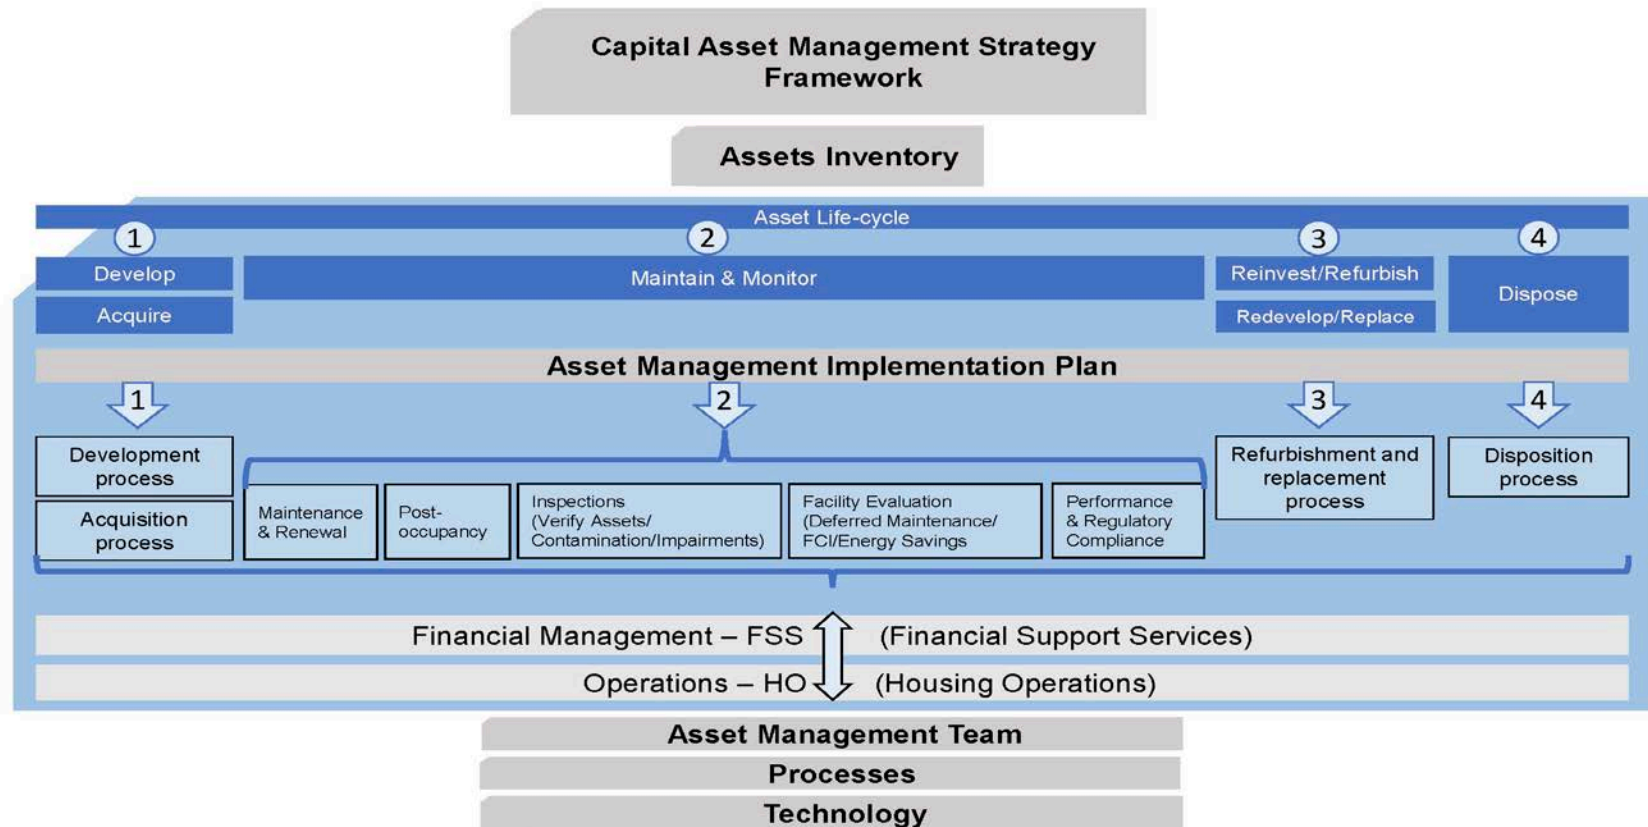 Capital Asset Management Strategy
Framework
Assets Inventory
Asset Life-cycle
1
2
3
4
Develop
Acquire
Maintain & Monitor
Reinvest/Refurbish
Redevelop/Replace
Dispose
Asset Management Implementation Plan
1
2
3
4
Development
process
Acquisition
process
Maintenance
& Renewal
Post-
occupancy
Inspections
(Verify Assets/
Contamination/Impairments)
Facility Evaluation
(Deferred Maintenance/
FCI/Energy Savings
Performance
& Regulatory
Compliance
Refurbishment and
replacement
process
Disposition
process
Financial Management – FSS (Financial Support Services)
Operations – HO (Housing Operations)
Asset Management Team
Processes
Technology